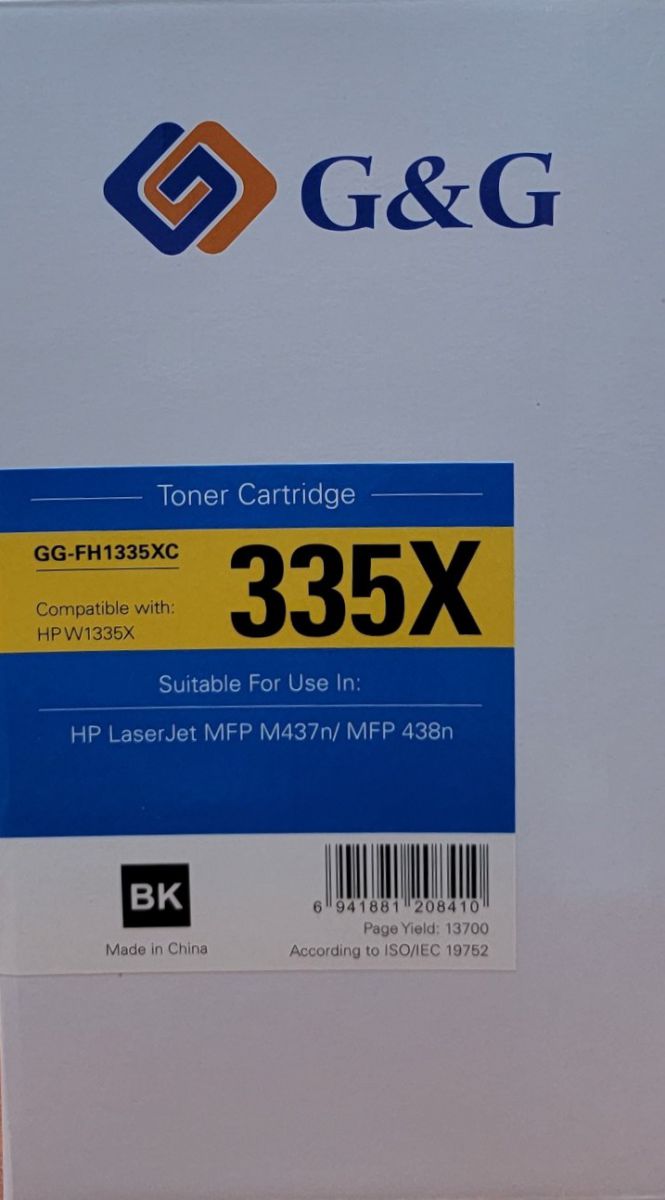 G&G
Toner Cartridge
GG-FH1335XC
335X
Compatible with:
HP W1335X
Suitable For Use In:
HP LaserJet MFP M437n/ MFP 438n
BK
Made in China
6 941881 208410
Page Yield: 13700
According to ISO/IEC 19752